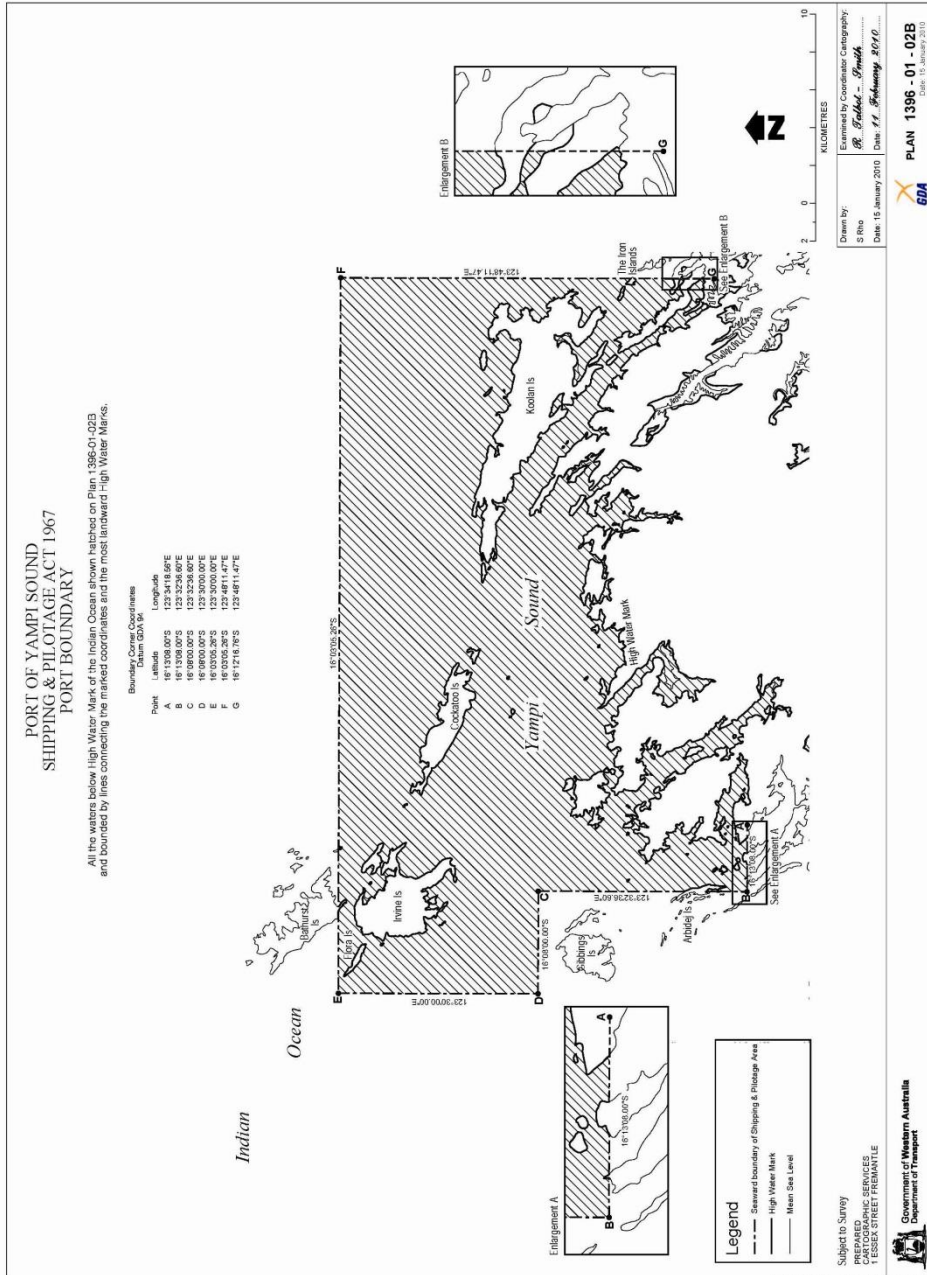 PORT OF YAMPI SOUND
SHIPPING & PILOTAGE ACT 1967
PORT BOUNDARY
All the waters below High Water Mark of the Indian Ocean shown hatched on Plan 1396-01-02B
and bounded by lines connecting the marked coordinates and the most landward High Water Marks.
Boundary Corner Coordinates
Datum GDA 94
Point Latitude Longitude
A 16°13'08.00"S 123°34'18.56"E
B 16°13'08.00"S 123°32'36.60"E
C 16°08'00.00"S 123°32'36.60"E
D 16°08'00.00"S 123°30'00.00"E
E 16°03'05.26"S 123°30'00.00"E
F 16°03'05.26"S 123°48'11.47"E
G 16°12'16.76"S 123°48'11.47"E
Indian
Ocean
Bathurst
Is
Flora Is
Irvine Is
E
16°03'05.26"S
F
123°30'00.00"E
123°48'11.47"E
Cockatoo Is
Koolan Is
The Iron
Islands
D
16°08'00.00"S
C
Gibbings
Is
123°32'36.60"E
Yampi Sound
High Water Mark
Arbidej Is
B
16°13'08.00"S
A
See Enlargement A
G
See Enlargement B
Enlargement A
B
16°13'08.00"S
A
Enlargement B
G
N
Legend
Seaward boundary of Shipping & Pilotage Area
High Water Mark
Mean Sea Level
2 0 10
KILOMETRES
Subject to Survey
PREPARED
CARTOGRAPHIC SERVICES
1 ESSEX STREET FREMANTLE
Drawn by:
S Rho
Date: 15 January 2010
Examined by Coordinator Cartography:
R Talbot - Smith
Date: 11 February 2010
Government of Western Australia
Department of Transport
GDA
PLAN 1396 - 01 - 02B
Date: 15 January 2010